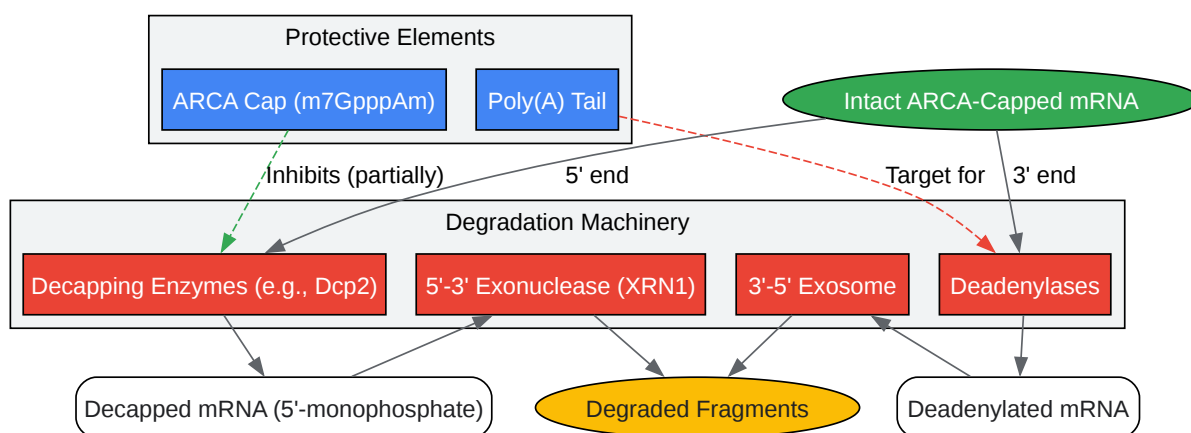 Protective Elements
ARCA Cap (m7GpppAm)
Poly(A) Tail
Intact ARCA-Capped mRNA
Inhibits (partially)
5' end
Target for
3' end
Degradation Machinery
Decapping Enzymes (e.g., Dcp2)
5'-3' Exonuclease (XRN1)
3'-5' Exosome
Deadenylases
Decapped mRNA (5'-monophosphate)
Degraded Fragments
Deadenylated mRNA